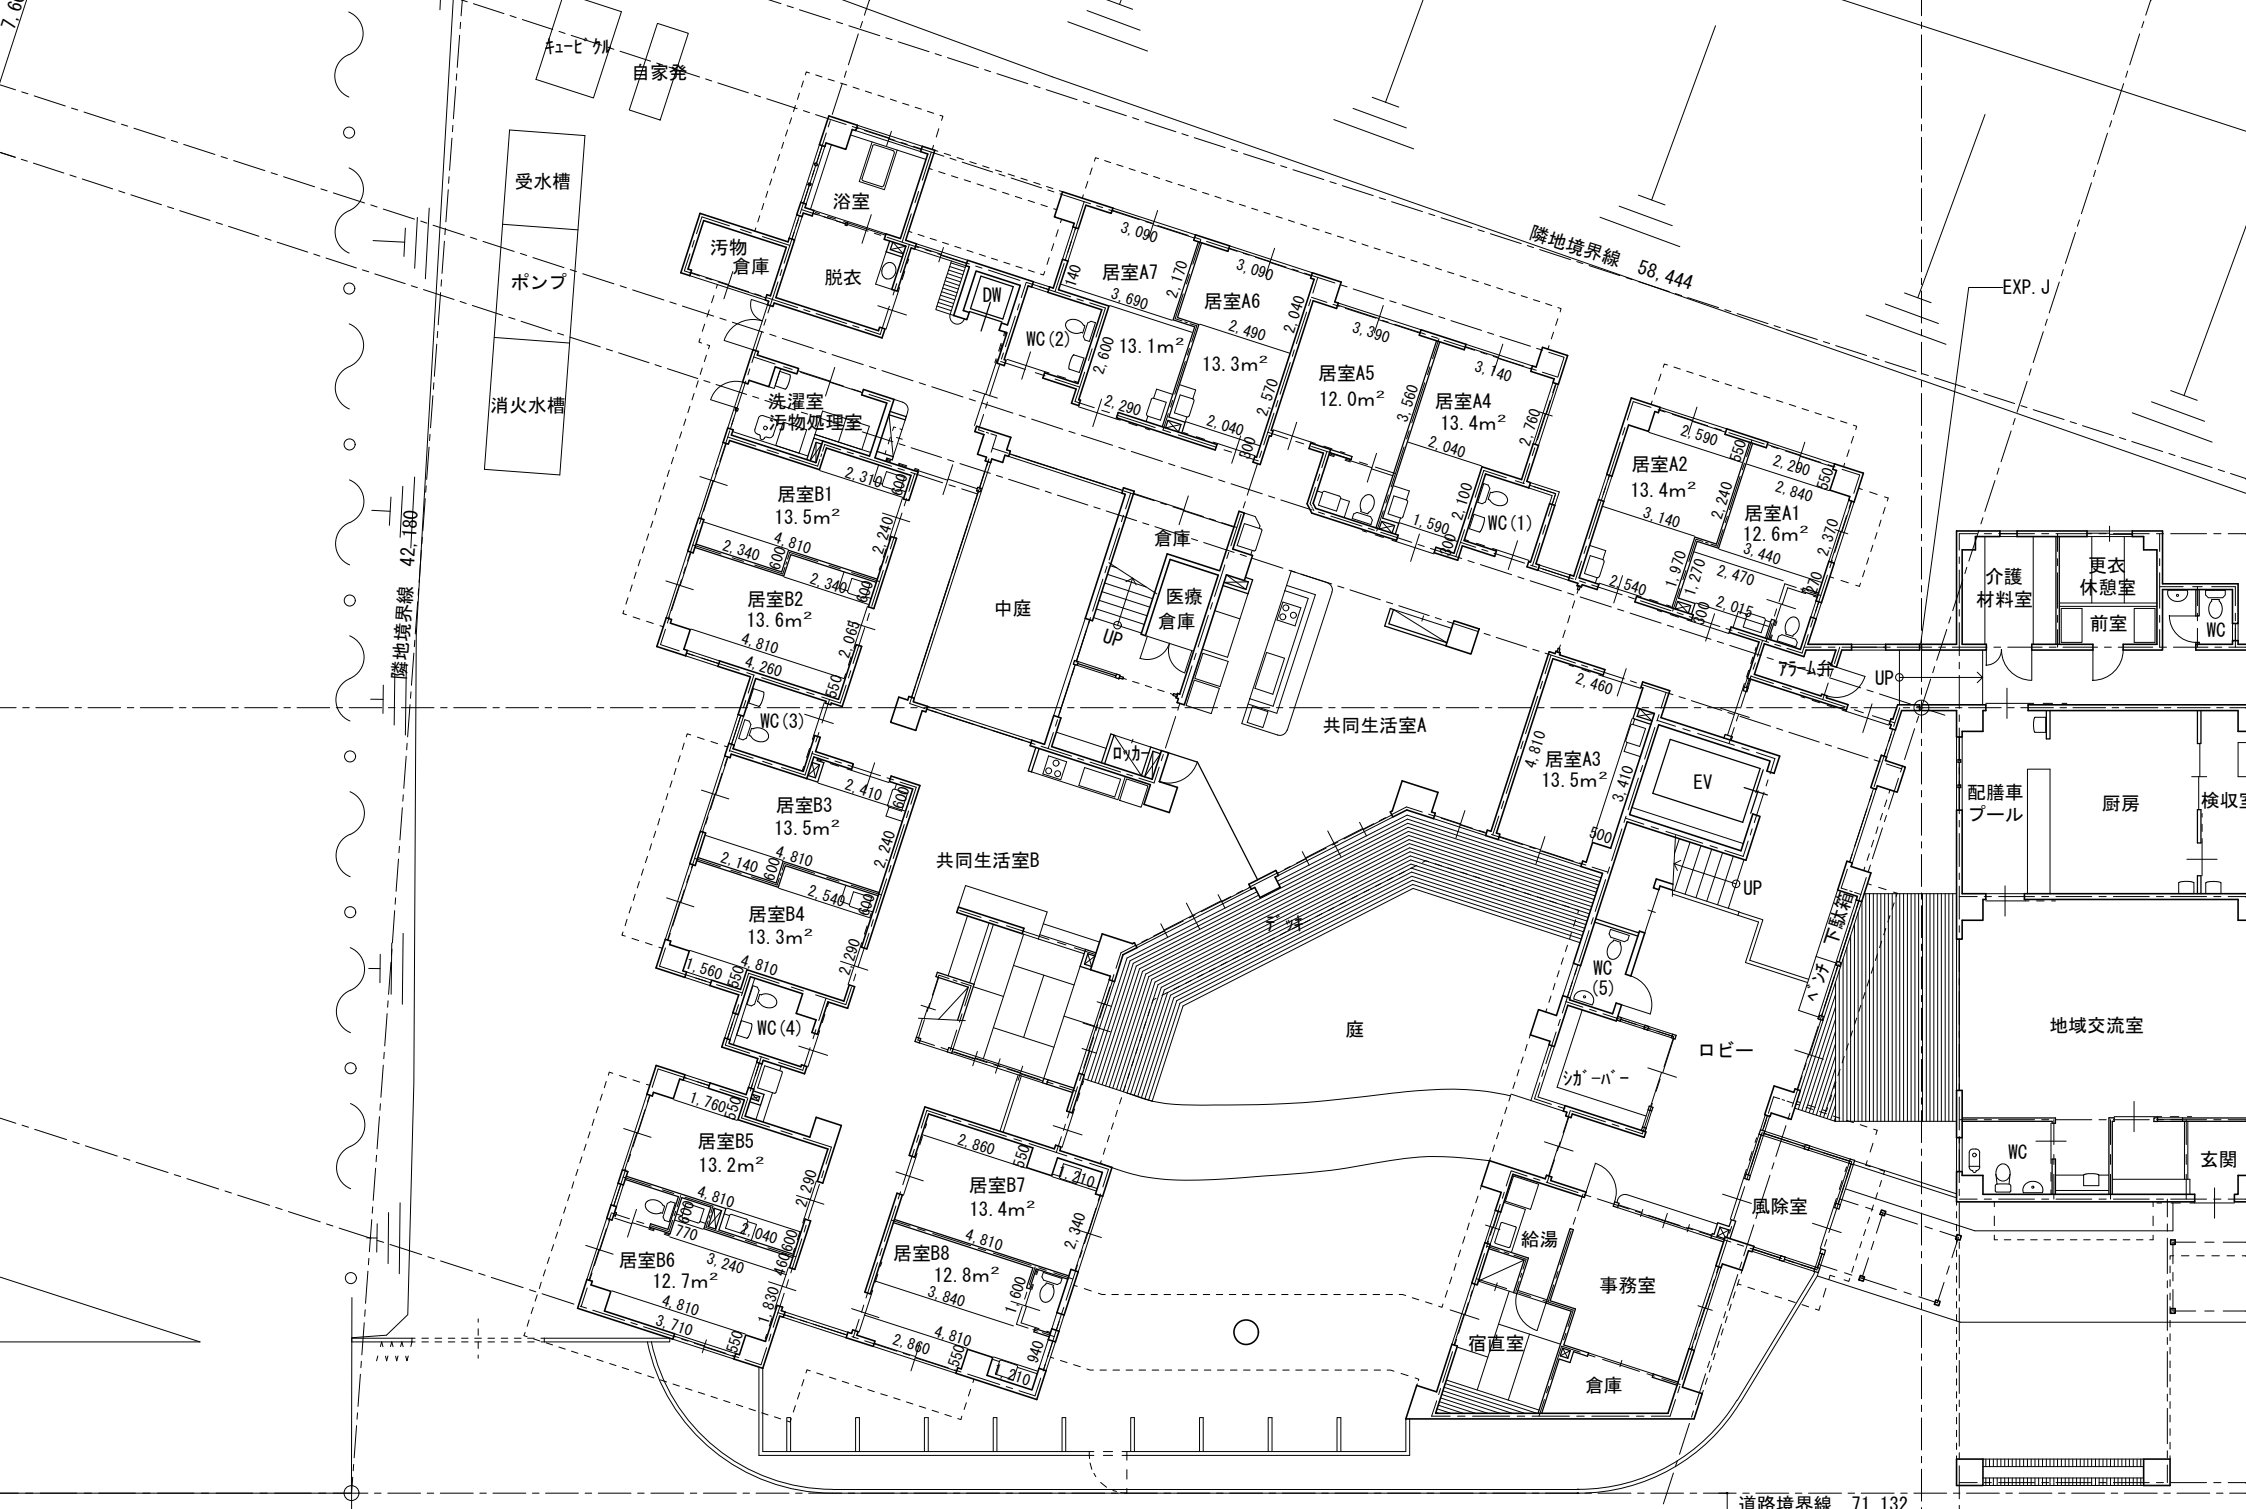 7,60
ｷｭｰﾋﾞｸﾙ
自家発
受水槽
ポンプ
消火水槽
隣地境界線 42,180
隣地境界線 58,444
EXP.J
浴室
汚物
倉庫
脱衣
DW
WC(2)
洗濯室
汚物処理室
3,090
居室A7
140
3,690
2,170
13.1m²
2,600
2,290
3,090
居室A6
2,040
2,490
13.3m²
2,570
2,040
300
3,390
居室A5
12.0m²
3,560
3,140
居室A4
13.4m²
2,760
2,040
2,100
1,590
300
WC(1)
2,590
550
居室A2
13.4m²
2,240
3,140
1,970
2,540
2,290
550
2,840
居室A1
12.6m²
2,370
3,440
2,470
1,270
270
2,015
300
ｱﾗｰﾑ弁
UP
介護
材料室
更衣
休憩室
前室
WC
2,310
600
居室B1
13.5m²
2,240
4,810
2,340
600
2,340
600
居室B2
13.6m²
2,065
4,810
4,260
550
WC(3)
中庭
倉庫
医療
倉庫
UP
ﾛｯｶｰ
共同生活室A
2,460
4,810
居室A3
13.5m²
3,410
500
EV
UP
配膳車
プール
厨房
検収室
2,410
600
居室B3
13.5m²
2,240
4,810
2,140
600
2,540
600
居室B4
13.3m²
2,290
4,810
1,560
550
WC(4)
共同生活室B
ﾃﾞｯｷ
庭
WC
(5)
ｼｶﾞｰﾊﾞｰ
ロビー
下駄箱
ﾍﾞﾝﾁ
地域交流室
1,760
550
居室B5
13.2m²
2,290
4,810
600
770
2,040
600
460
3,240
居室B6
12.7m²
1,830
4,810
3,710
550
2,860
550
1,210
居室B7
13.4m²
2,340
4,810
居室B8
12.8m²
1,600
3,840
4,810
2,860
550
940
1,210
給湯
事務室
宿直室
倉庫
風除室
WC
玄関
道路境界線 71,132